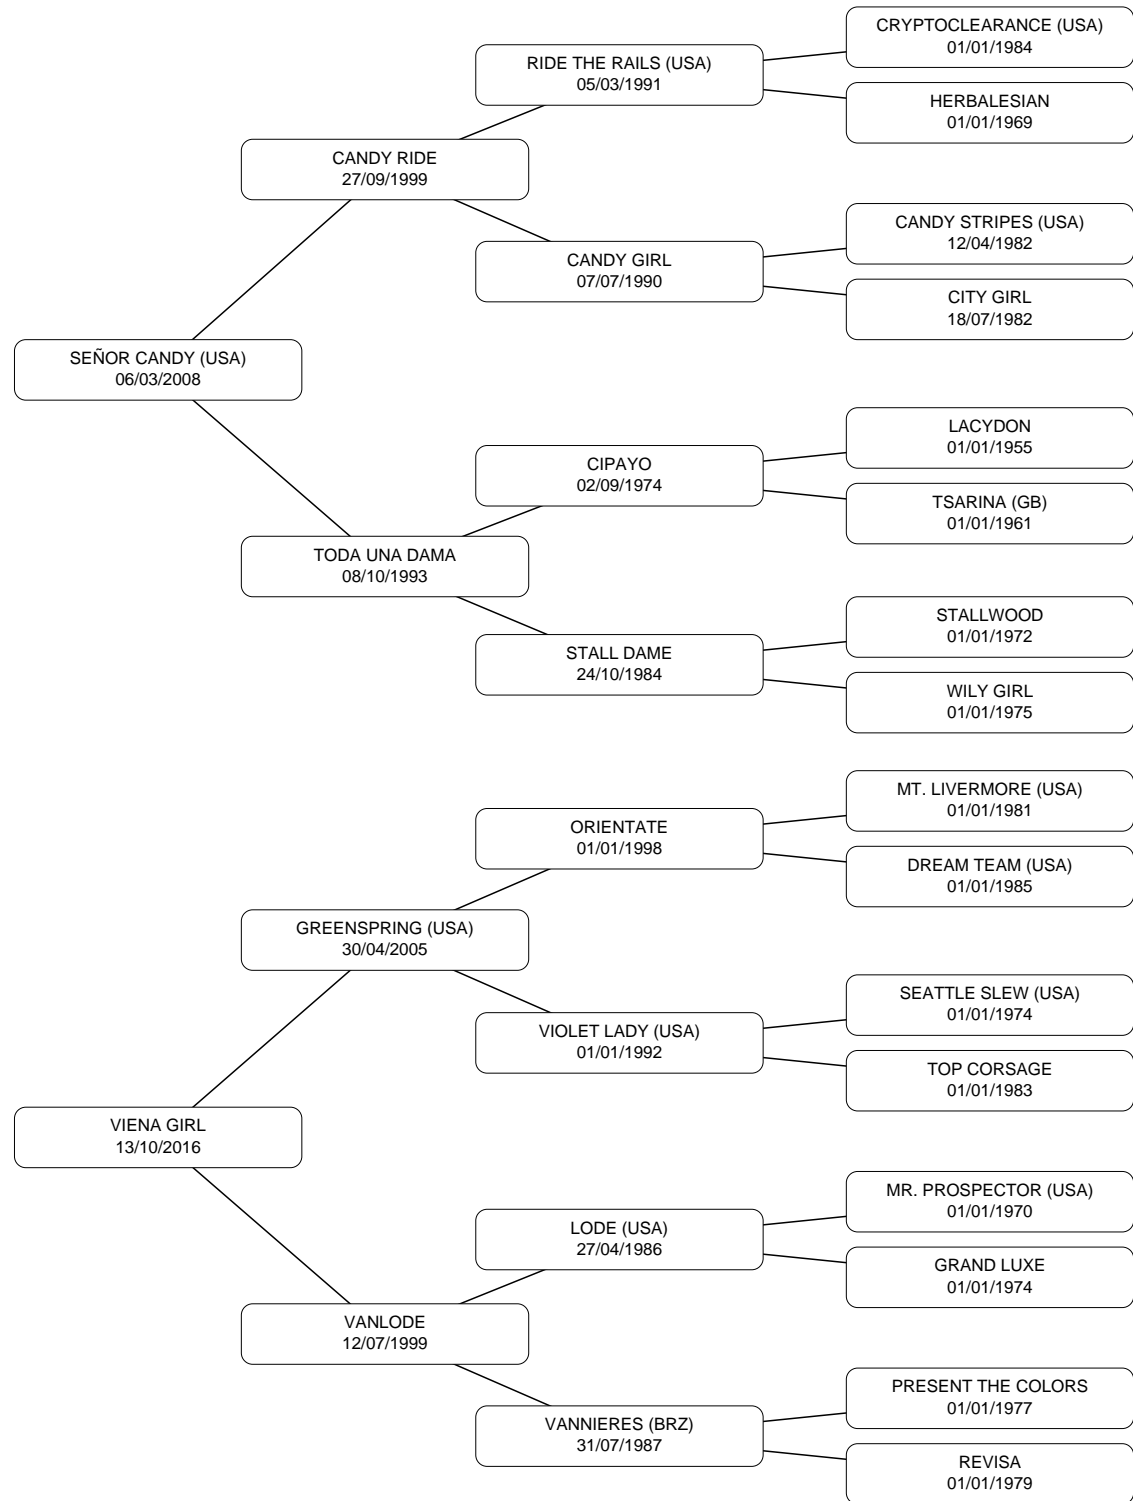 CRYPTOCLEARANCE (USA)
01/01/1984
RIDE THE RAILS (USA)
05/03/1991
HERBALESIAN
01/01/1969
CANDY RIDE
27/09/1999
CANDY STRIPES (USA)
12/04/1982
CANDY GIRL
07/07/1990
CITY GIRL
18/07/1982
SEÑOR CANDY (USA)
06/03/2008
LACYDON
01/01/1955
CIPAYO
02/09/1974
TSARINA (GB)
01/01/1961
TODA UNA DAMA
08/10/1993
STALLWOOD
01/01/1972
STALL DAME
24/10/1984
WILY GIRL
01/01/1975
MT. LIVERMORE (USA)
01/01/1981
ORIENTATE
01/01/1998
DREAM TEAM (USA)
01/01/1985
GREENSPRING (USA)
30/04/2005
SEATTLE SLEW (USA)
01/01/1974
VIOLET LADY (USA)
01/01/1992
TOP CORSAGE
01/01/1983
VIENA GIRL
13/10/2016
MR. PROSPECTOR (USA)
01/01/1970
LODE (USA)
27/04/1986
GRAND LUXE
01/01/1974
VANLODE
12/07/1999
PRESENT THE COLORS
01/01/1977
VANNIERES (BRZ)
31/07/1987
REVISA
01/01/1979